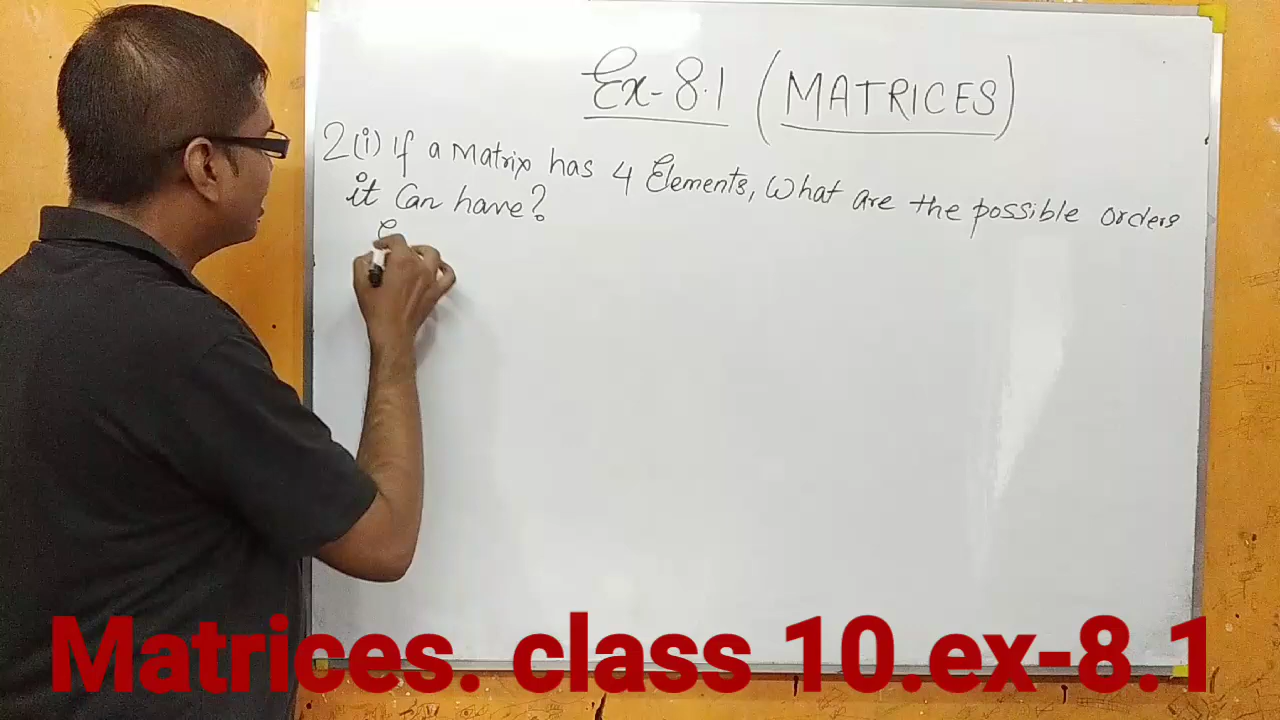 Ex-8.1 (MATRICES)
2(i) If a Matrix has 4 Elements, What are the possible orders
it Can have?
Matrices. class 10.ex-8.1